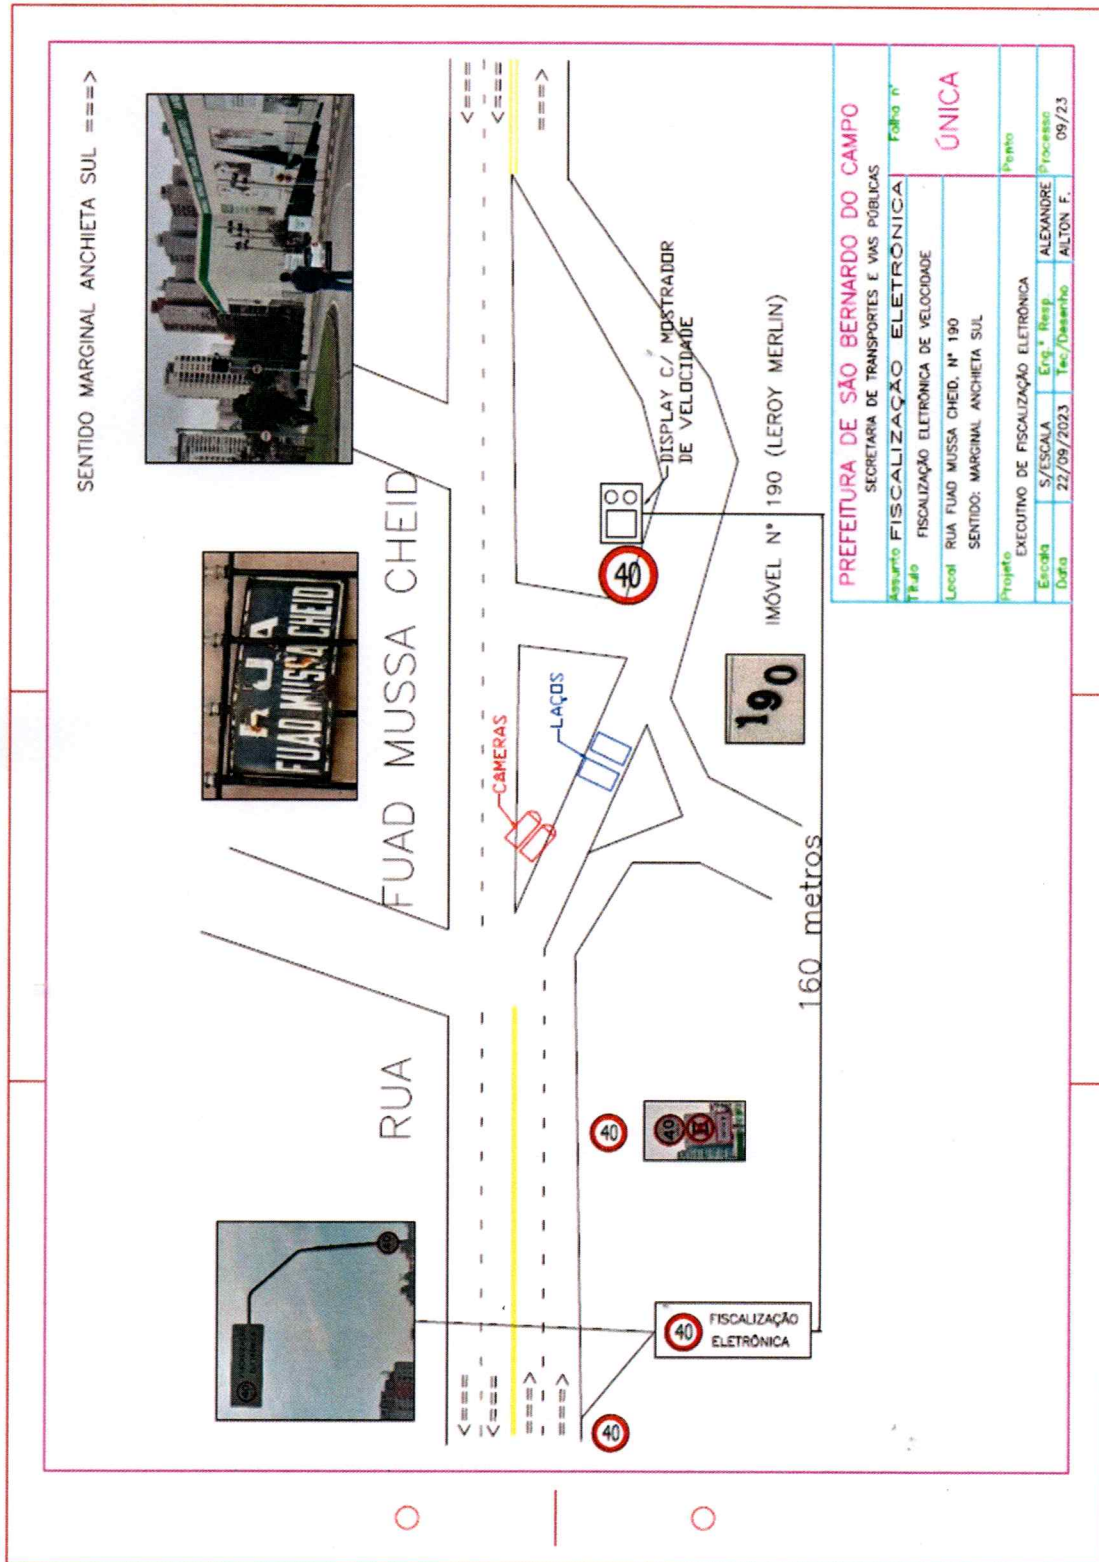 SENTIDO MARGINAL ANCHIETA SUL ===>
RUA
FUAD MUSSA CHEID
RUA FUAD MUSSA CHEID
<====
<====
====>
====>
<====
<====
====>
CAMERAS
LAÇOS
DISPLAY C/ MOSTRADOR
DE VELOCIDADE
40
40
40
40
40
40
40
FISCALIZAÇÃO
ELETRÔNICA
160 metros
190
IMÓVEL N° 190 (LEROY MERLIN)
PREFEITURA DE SÃO BERNARDO DO CAMPO
SECRETARIA DE TRANSPORTES E VIAS PÚBLICAS
Assunto FISCALIZAÇÃO ELETRÔNICA
Folha n°
ÚNICA
Título
FISCALIZAÇÃO ELETRÔNICA DE VELOCIDADE
Local RUA FUAD MUSSA CHEID, N° 190
SENTIDO: MARGINAL ANCHIETA SUL
Projeto
EXECUTIVO DE FISCALIZAÇÃO ELETRÔNICA
Ponto
Escala S/ESCALA Eng.° Resp. ALEXANDRE Processo
Data 22/09/2023 Tec/Desenho AILTON F. 09/23